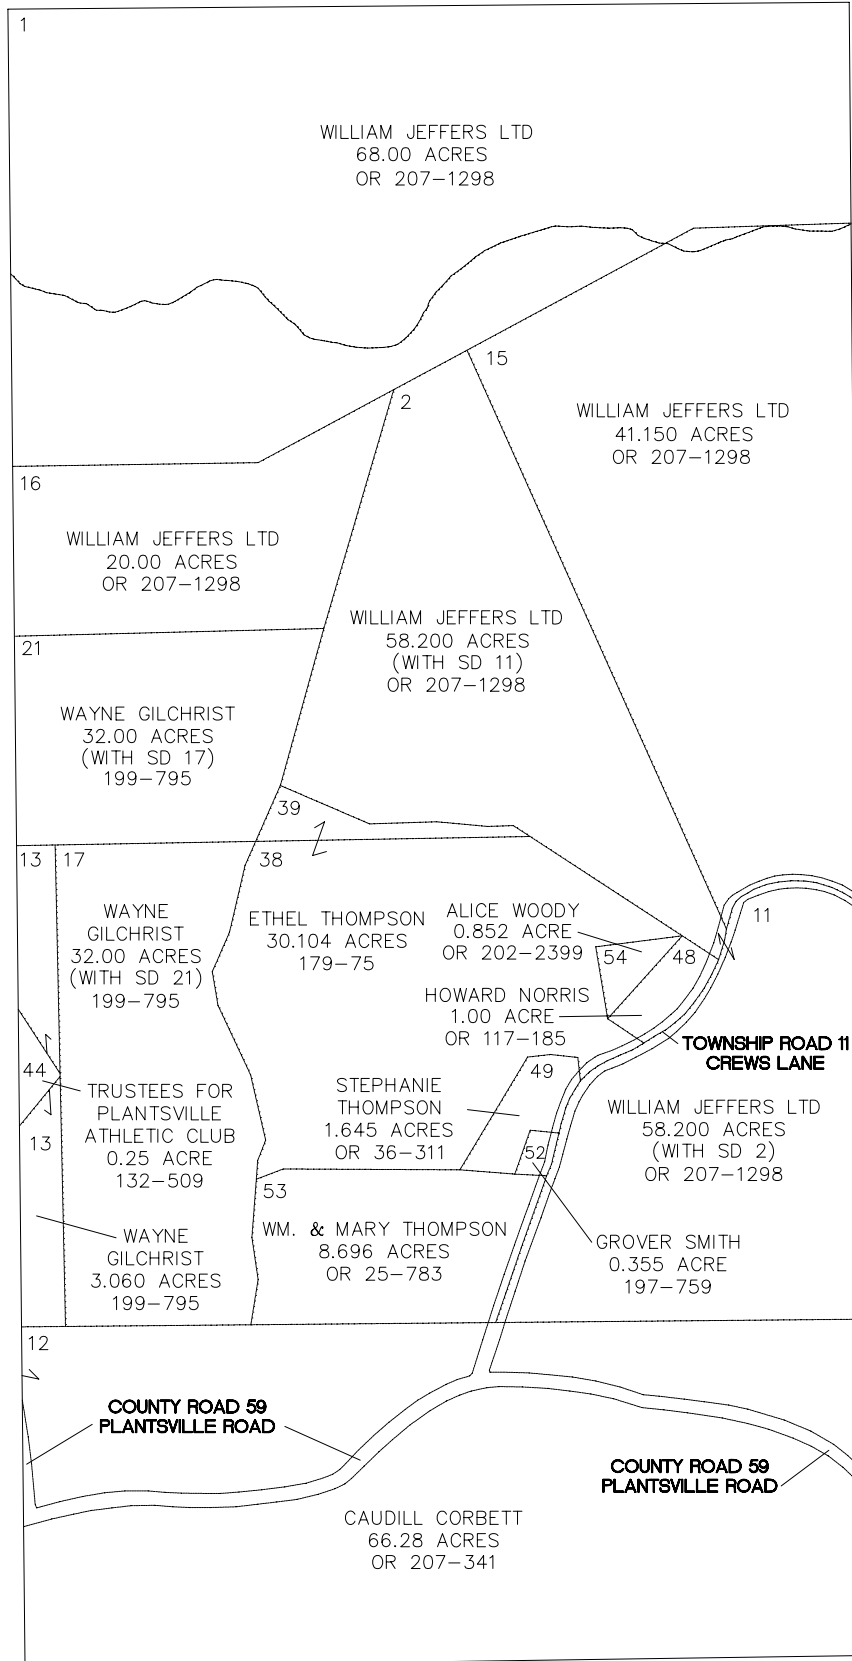 1
WILLIAM JEFFERS LTD
68.00 ACRES
OR 207-1298
15
2
WILLIAM JEFFERS LTD
41.150 ACRES
OR 207-1298
16
WILLIAM JEFFERS LTD
20.00 ACRES
OR 207-1298
WILLIAM JEFFERS LTD
58.200 ACRES
(WITH SD 11)
OR 207-1298
21
WAYNE GILCHRIST
32.00 ACRES
(WITH SD 17)
199-795
39
13
17
38
WAYNE
GILCHRIST
32.00 ACRES
(WITH SD 21)
199-795
ETHEL THOMPSON
30.104 ACRES
179-75
ALICE WOODY
0.852 ACRE
OR 202-2399
54
48
11
HOWARD NORRIS
1.00 ACRE
OR 117-185
TOWNSHIP ROAD 11
CREWS LANE
44
TRUSTEES FOR
PLANTSVILLE
ATHLETIC CLUB
0.25 ACRE
132-509
49
STEPHANIE
THOMPSON
1.645 ACRES
OR 36-311
WILLIAM JEFFERS LTD
58.200 ACRES
(WITH SD 2)
OR 207-1298
13
52
53
WM. & MARY THOMPSON
8.696 ACRES
OR 25-783
GROVER SMITH
0.355 ACRE
197-759
WAYNE
GILCHRIST
3.060 ACRES
199-795
12
COUNTY ROAD 59
PLANTSVILLE ROAD
COUNTY ROAD 59
PLANTSVILLE ROAD
CAUDILL CORBETT
66.28 ACRES
OR 207-341